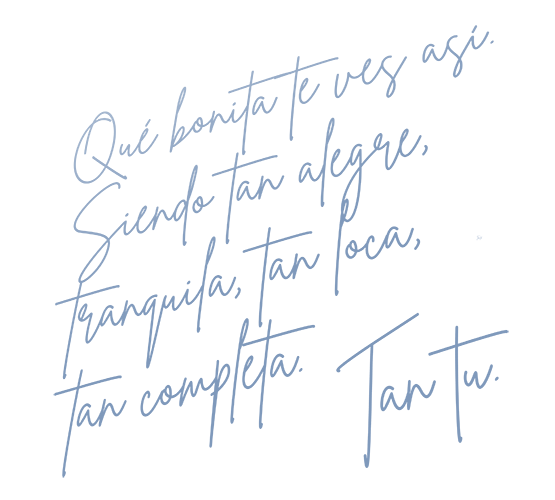 Qué bonita te ves así.
Siendo tan alegre,
tranquila, tan loca,
tan completa. Tan tu.